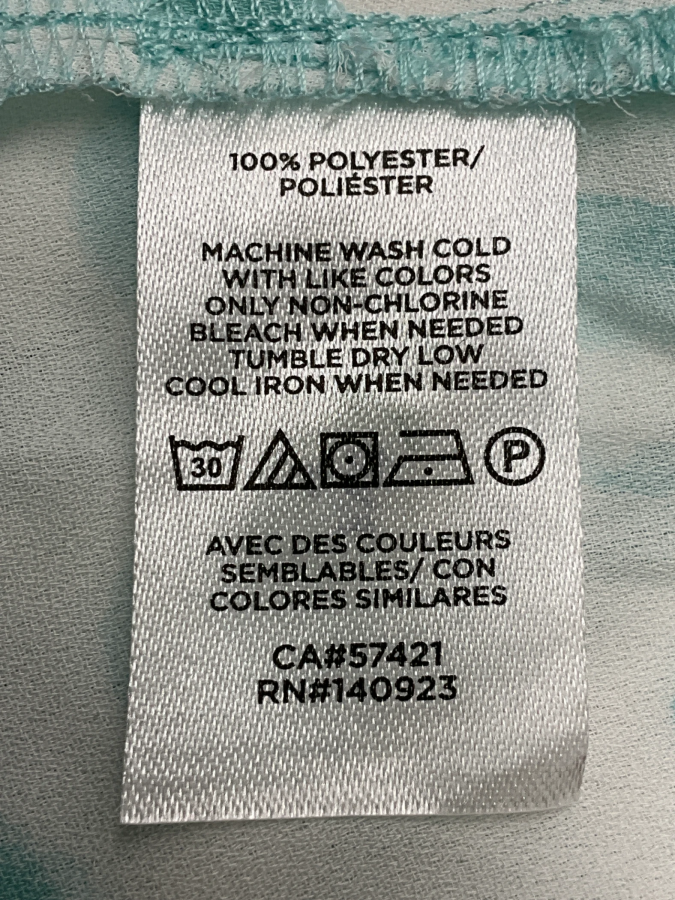 100% POLYESTER/
POLIÉSTER
MACHINE WASH COLD
WITH LIKE COLORS
ONLY NON-CHLORINE
BLEACH WHEN NEEDED
TUMBLE DRY LOW
COOL IRON WHEN NEEDED
30 P
AVEC DES COULEURS
SEMBLABLES/ CON
COLORES SIMILARES
CA#57421
RN#140923